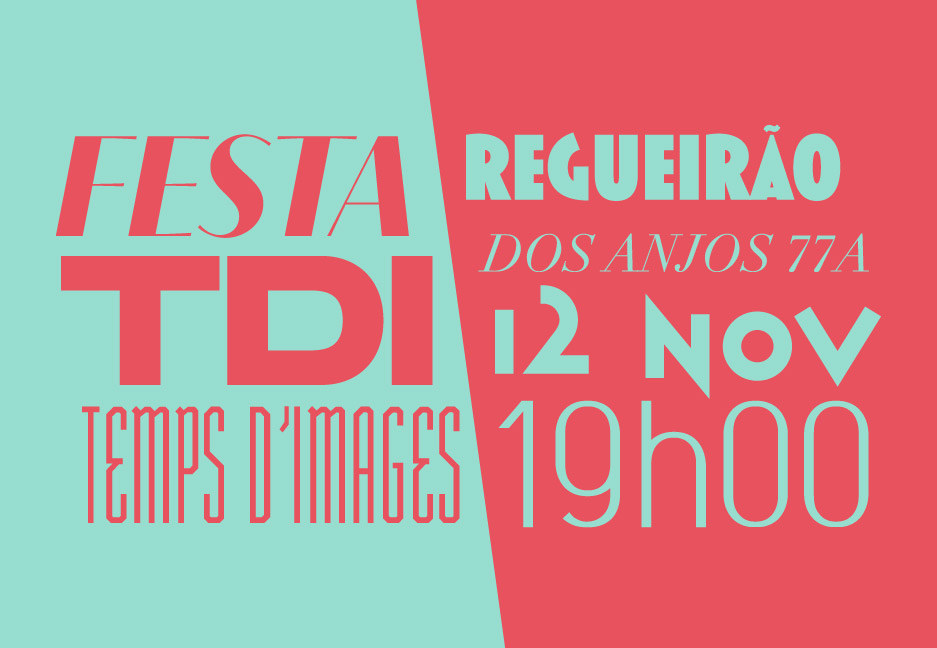 FESTA
TDI
TEMPS D'IMAGES
REGUEIRÃO
DOS ANJOS 77A
12 NOV
19h00